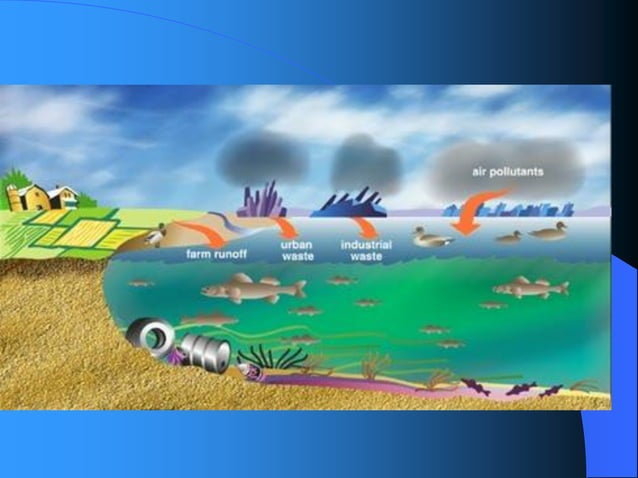 air pollutants
farm runoff
urban
waste
industrial
waste